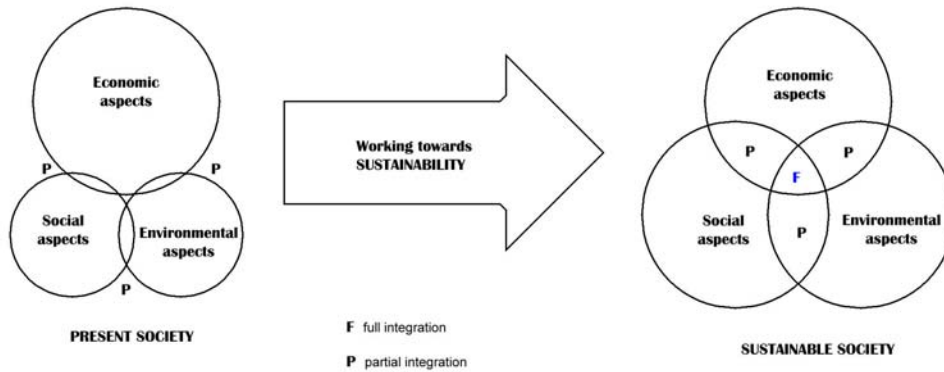 Economic
aspects
P
P
Social
aspects
Environmental
aspects
P
PRESENT SOCIETY
Working towards
SUSTAINABILITY
F full integration
P partial integration
Economic
aspects
P
P
F
Social
aspects
P
Environmental
aspects
SUSTAINABLE SOCIETY